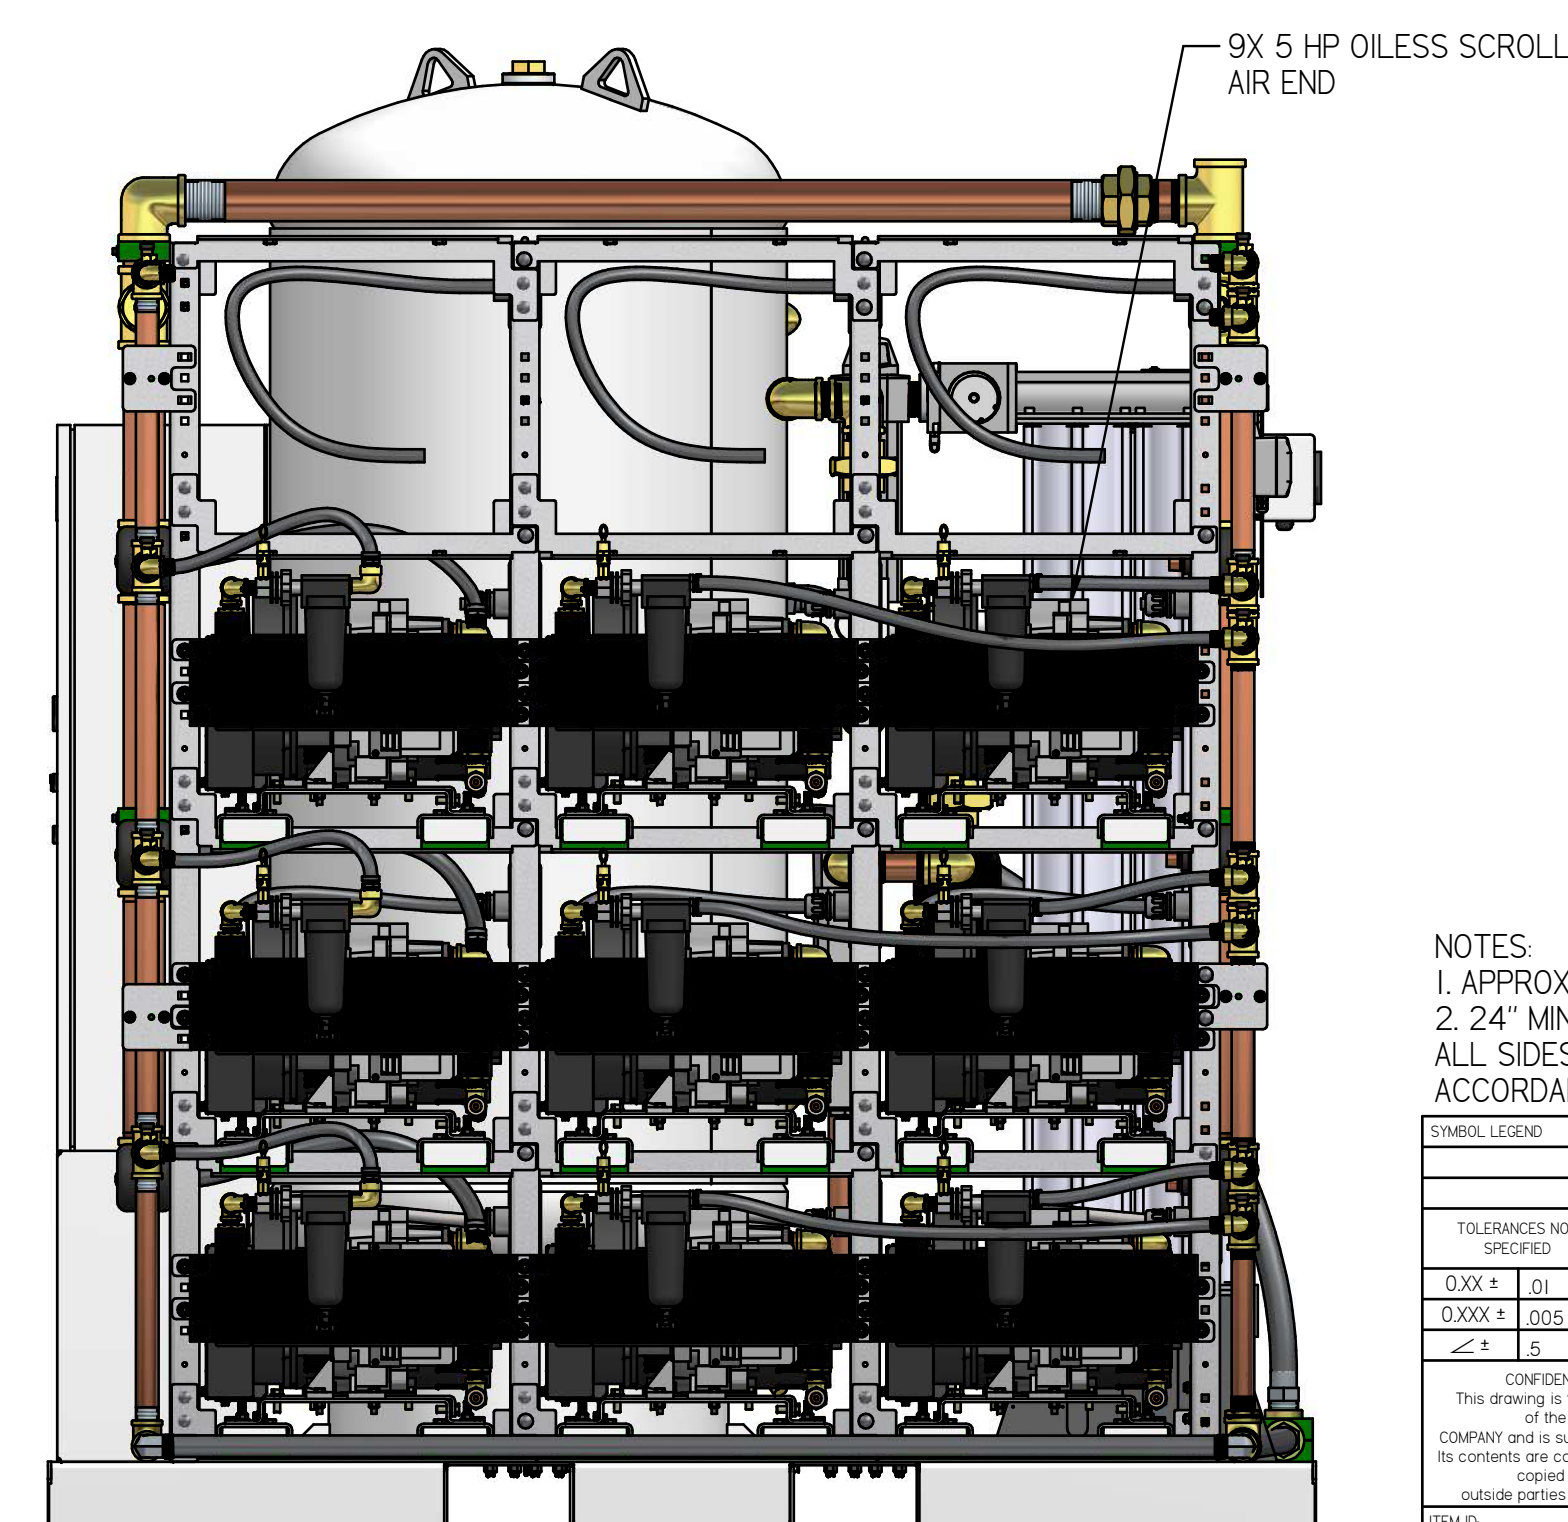 9X 5 HP OILESS SCROLL
AIR END
NOTES:
1. APPROX
2. 24" MIN
ALL SIDES
ACCORDA
SYMBOL LEGEND
TOLERANCES NO
SPECIFIED
0.XX ± .01
0.XXX ± .005
∠ ± .5
CONFIDEN
This drawing is
of the
COMPANY and is su
Its contents are co
copied
outside parties
ITEM ID: